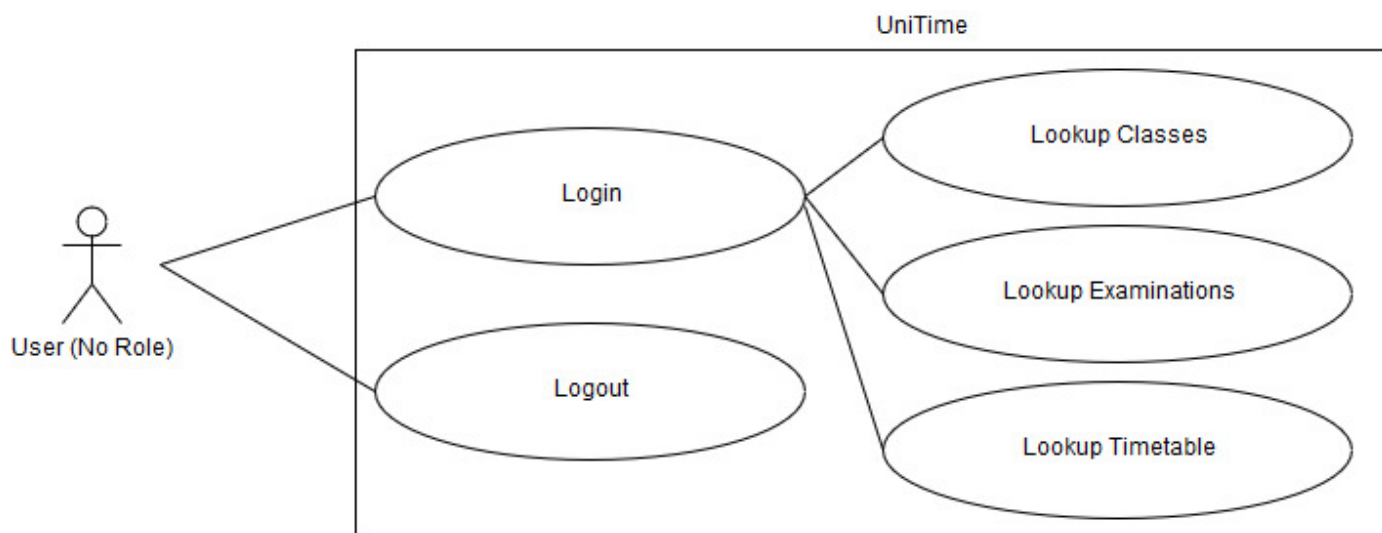 UniTime
Lookup Classes
Login
Lookup Examinations
User (No Role)
Logout
Lookup Timetable